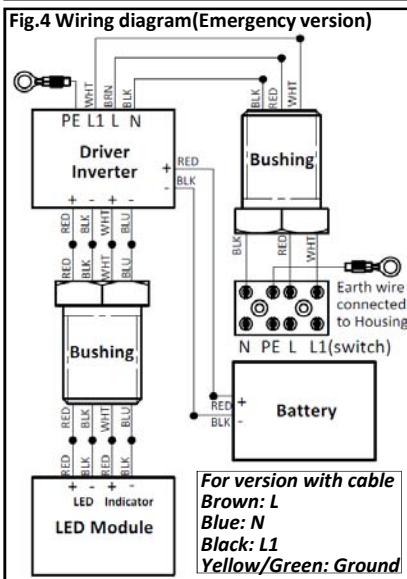 Fig.4 Wiring diagram(Emergency version)
WHT BRN BLK
BLK RED WHT
PE L1 L N
Driver
Inverter
+ RED
- BLK
+ - + -
RED BLK WHT BLU
RED BLK WHT BLU
Bushing
BLK RED WHT
Earth wire
connected
to Housing
N PE L L1(switch)
Bushing
RED +
BLK -
Battery
RED BLK WHT BLU
RED BLK WHT BLU
+ - + -
LED Indicator
LED Module
For version with cable
Brown: L
Blue: N
Black: L1
Yellow/Green: Ground